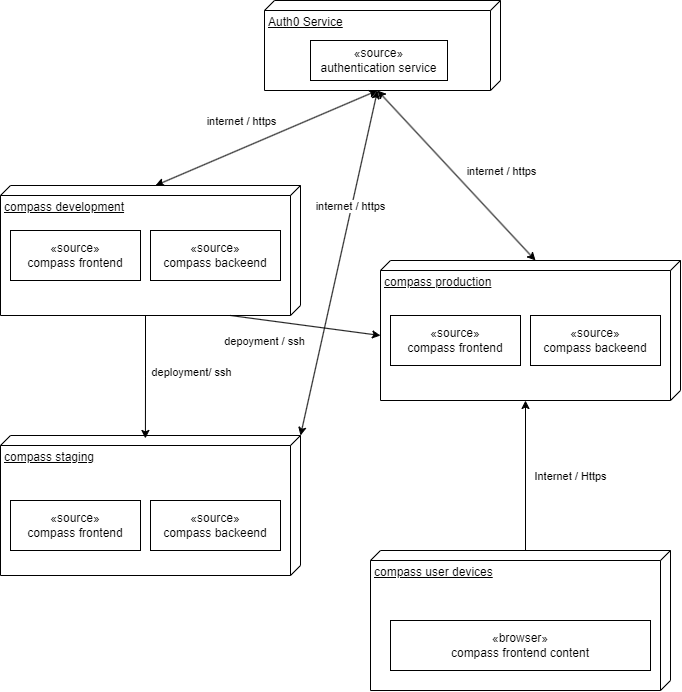 Auth0 Service
«source»
authentication service
internet / https
internet / https
internet / https
compass development
«source»
compass frontend
«source»
compass backeend
compass production
«source»
compass frontend
«source»
compass backeend
depoyment / ssh
deployment/ ssh
compass staging
«source»
compass frontend
«source»
compass backeend
Internet / Https
compass user devices
«browser»
compass frontend content